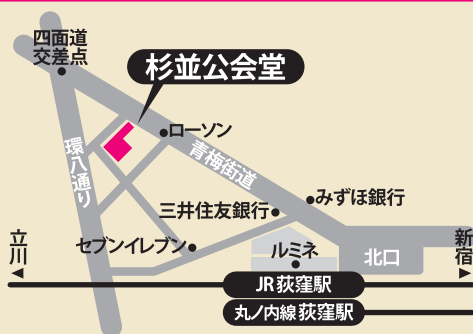 四面道
交差点
杉並公会堂
ローソン
環八通り
青梅街道
みずほ銀行
三井住友銀行
セブンイレブン
立川
ルミネ
北口
新宿
JR荻窪駅
丸ノ内線荻窪駅